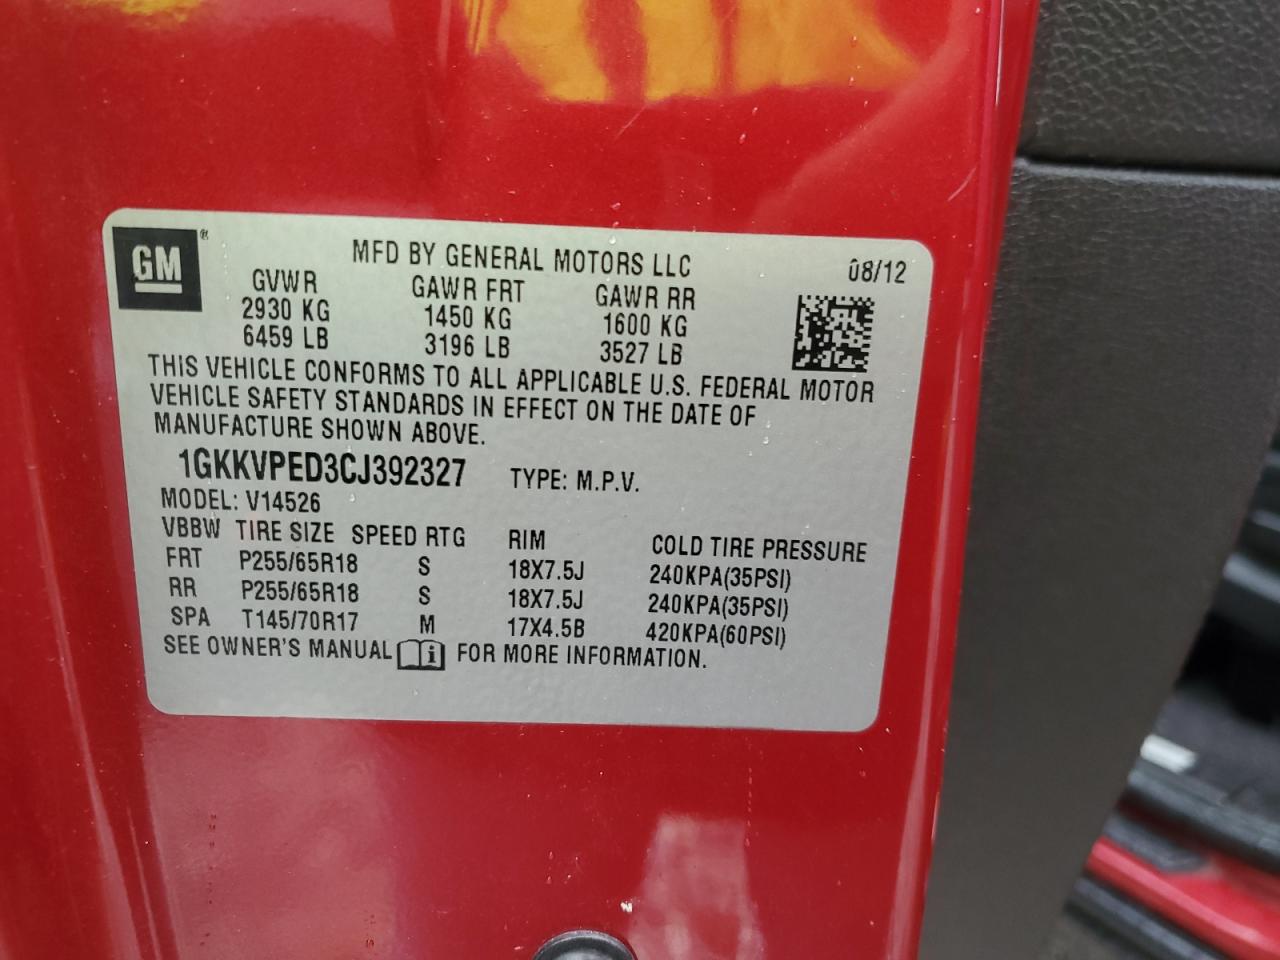 GM ®
MFD BY GENERAL MOTORS LLC 08/12
GVWR GAWR FRT GAWR RR
2930 KG 1450 KG 1600 KG
6459 LB 3196 LB 3527 LB
THIS VEHICLE CONFORMS TO ALL APPLICABLE U.S. FEDERAL MOTOR
VEHICLE SAFETY STANDARDS IN EFFECT ON THE DATE OF
MANUFACTURE SHOWN ABOVE.
1GKKVPED3CJ392327 TYPE: M.P.V.
MODEL: V14526
VBBW TIRE SIZE SPEED RTG RIM COLD TIRE PRESSURE
FRT P255/65R18 S 18X7.5J 240KPA(35PSI)
RR P255/65R18 S 18X7.5J 240KPA(35PSI)
SPA T145/70R17 M 17X4.5B 420KPA(60PSI)
SEE OWNER'S MANUAL i FOR MORE INFORMATION.